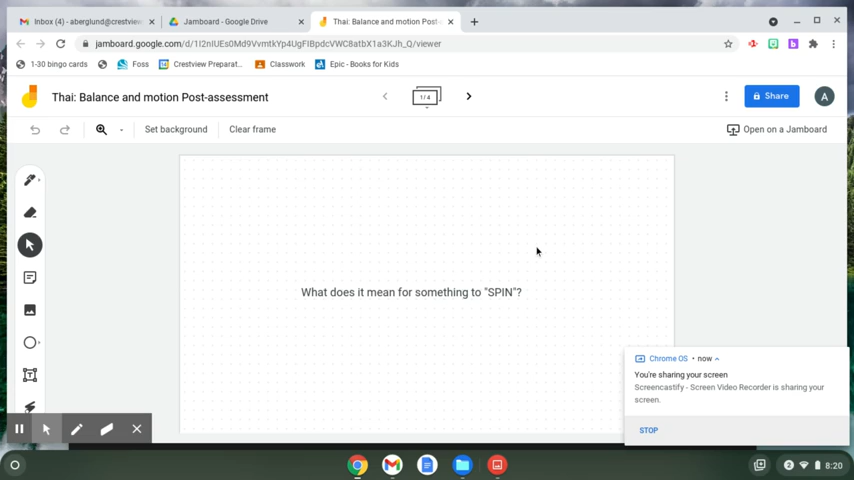 Inbox (4) - aberglund@crestview
Jamboard - Google Drive
Thai: Balance and motion Post-
jamboard.google.com/d/1I2nIUEs0Md9VvmtkYp4UgFIBpdcVWC8atbX1a3KJh_Q/viewer
1-30 bingo cards
Foss
Crestview Preparat...
Classwork
Epic - Books for Kids
Thai: Balance and motion Post-assessment
1/4
Share
A
Set background
Clear frame
Open on a Jamboard
What does it mean for something to "SPIN"?
Chrome OS • now
You're sharing your screen
Screencastify - Screen Video Recorder is sharing your
screen.
STOP
2
8:20